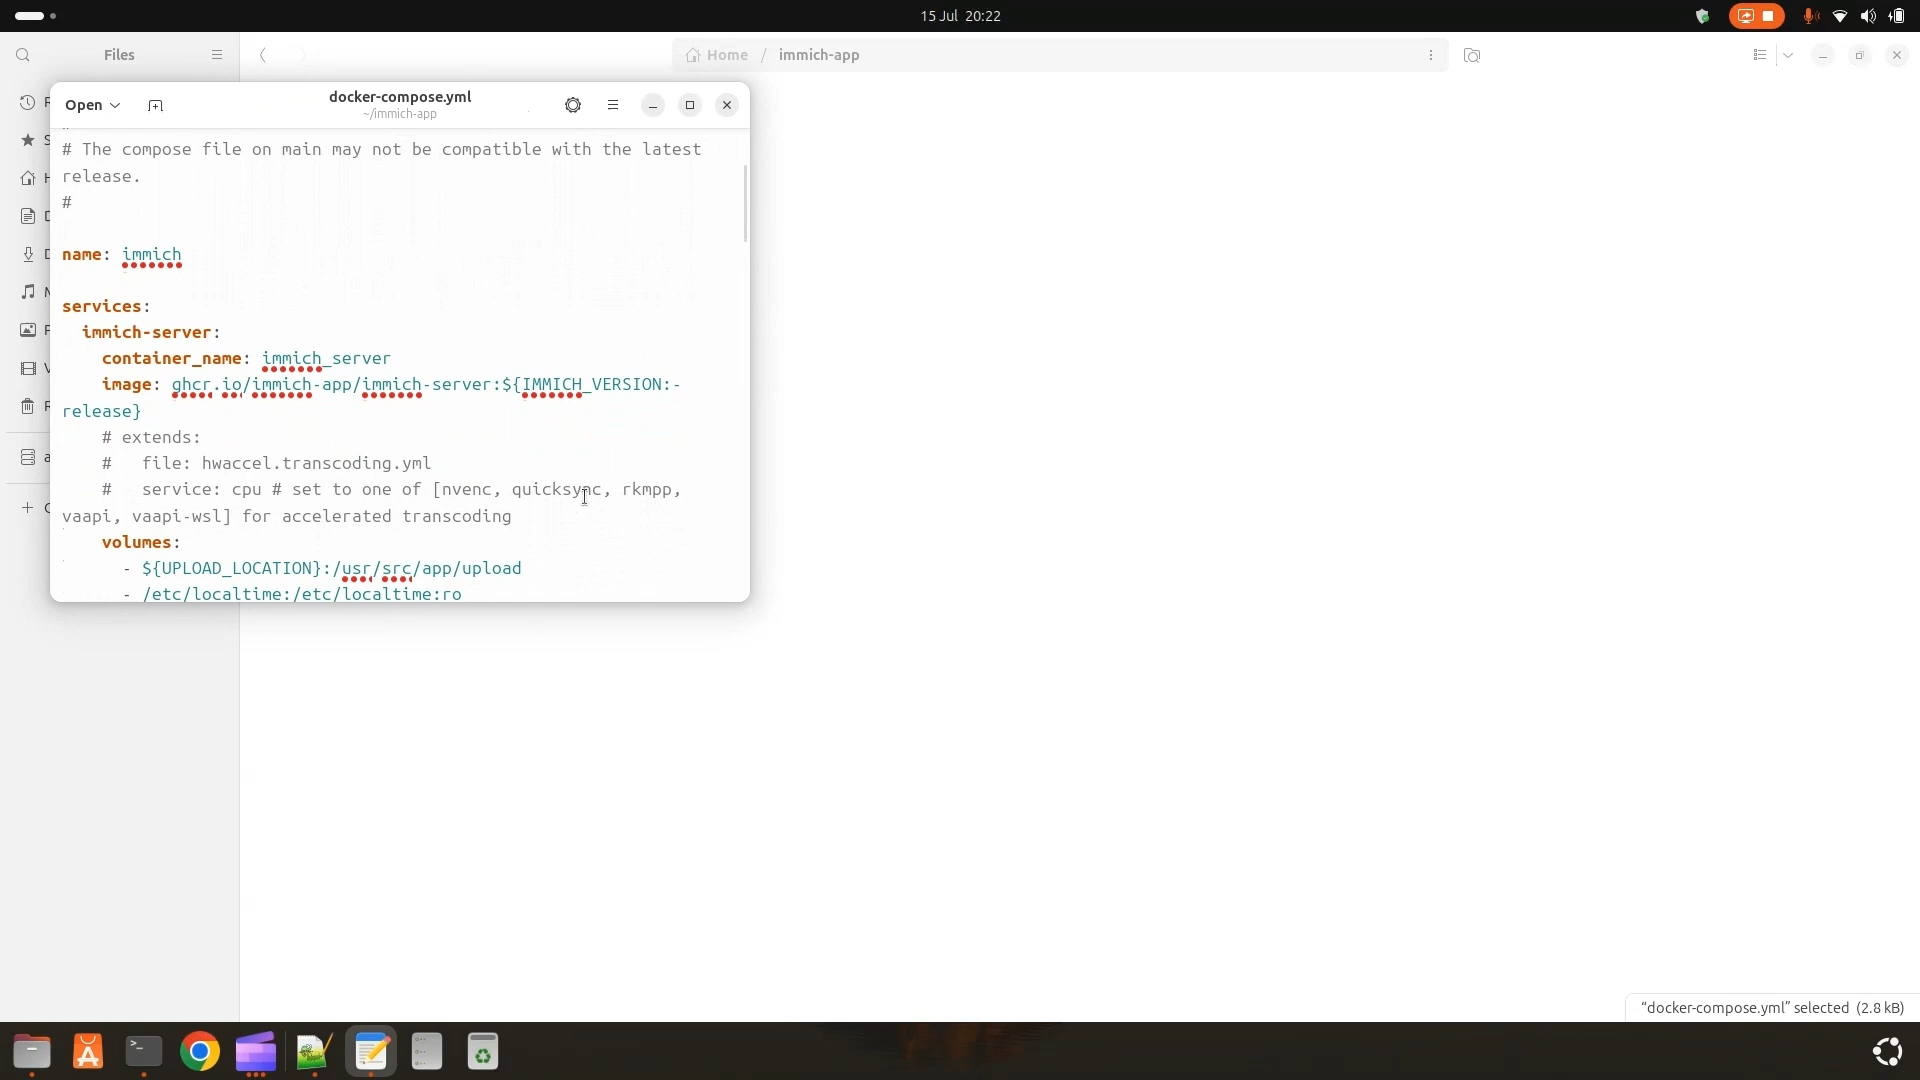 15 Jul 20:22
Files
Home / immich-app
Open
docker-compose.yml
~/immich-app
# The compose file on main may not be compatible with the latest
release.
#
name: immich
services:
immich-server:
container_name: immich_server
image: ghcr.io/immich-app/immich-server:${IMMICH_VERSION:-
release}
# extends:
#   file: hwaccel.transcoding.yml
#   service: cpu # set to one of [nvenc, quicksync, rkmpp,
vaapi, vaapi-wsl] for accelerated transcoding
volumes:
- ${UPLOAD_LOCATION}:/usr/src/app/upload
- /etc/localtime:/etc/localtime:ro
“docker-compose.yml” selected (2.8 kB)